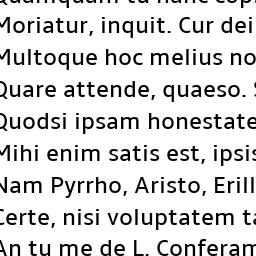 Quamquam tu hanc cop
Moriatur, inquit. Cur dei
Multoque hoc melius no
Quare attende, quaeso. S
Quodsi ipsam honestate
Mihi enim satis est, ipsis
Nam Pyrrho, Aristo, Erill
Certe, nisi voluptatem ta
An tu me de L. Conferam